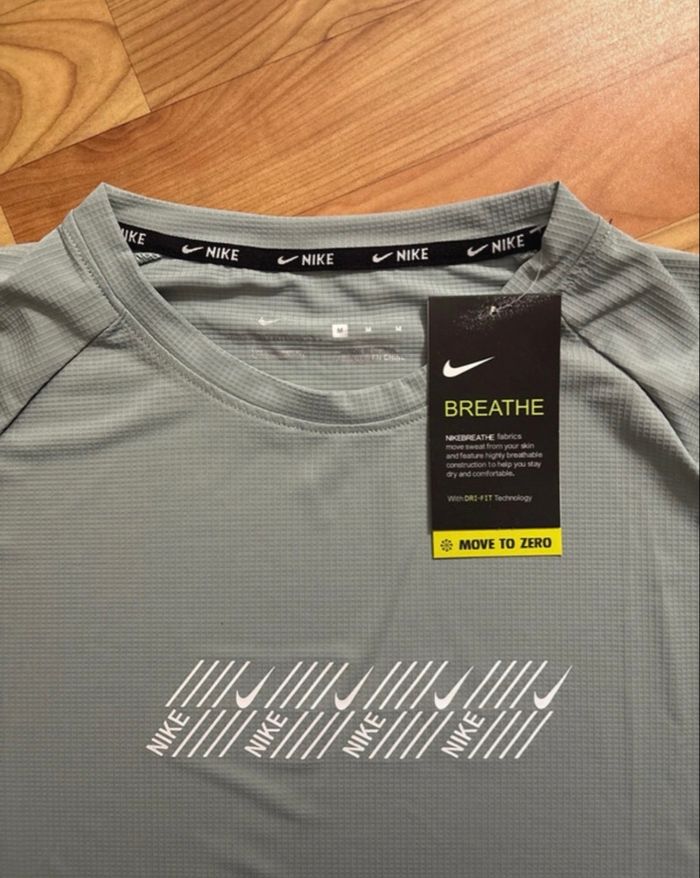 IKE NIKE NIKE NIKE NIKE
M M M
BREATHE
NIKEBREATHE fabrics
move sweat from your skin
and feature highly breathable
construction to help you stay
dry and comfortable.
With DRI-FIT Technology
MOVE TO ZERO
NIKE NIKE NIKE NIKE